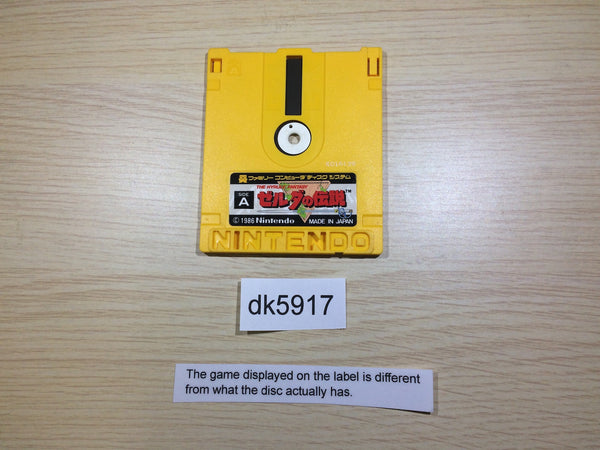 ファミリー コンピュータ ディスク システム
THE HYRULE FANTASY
SIDE A
ゼルダの伝説™
© 1986 Nintendo MADE IN JAPAN
NINTENDO
dk5917
The game displayed on the label is different
from what the disc actually has.